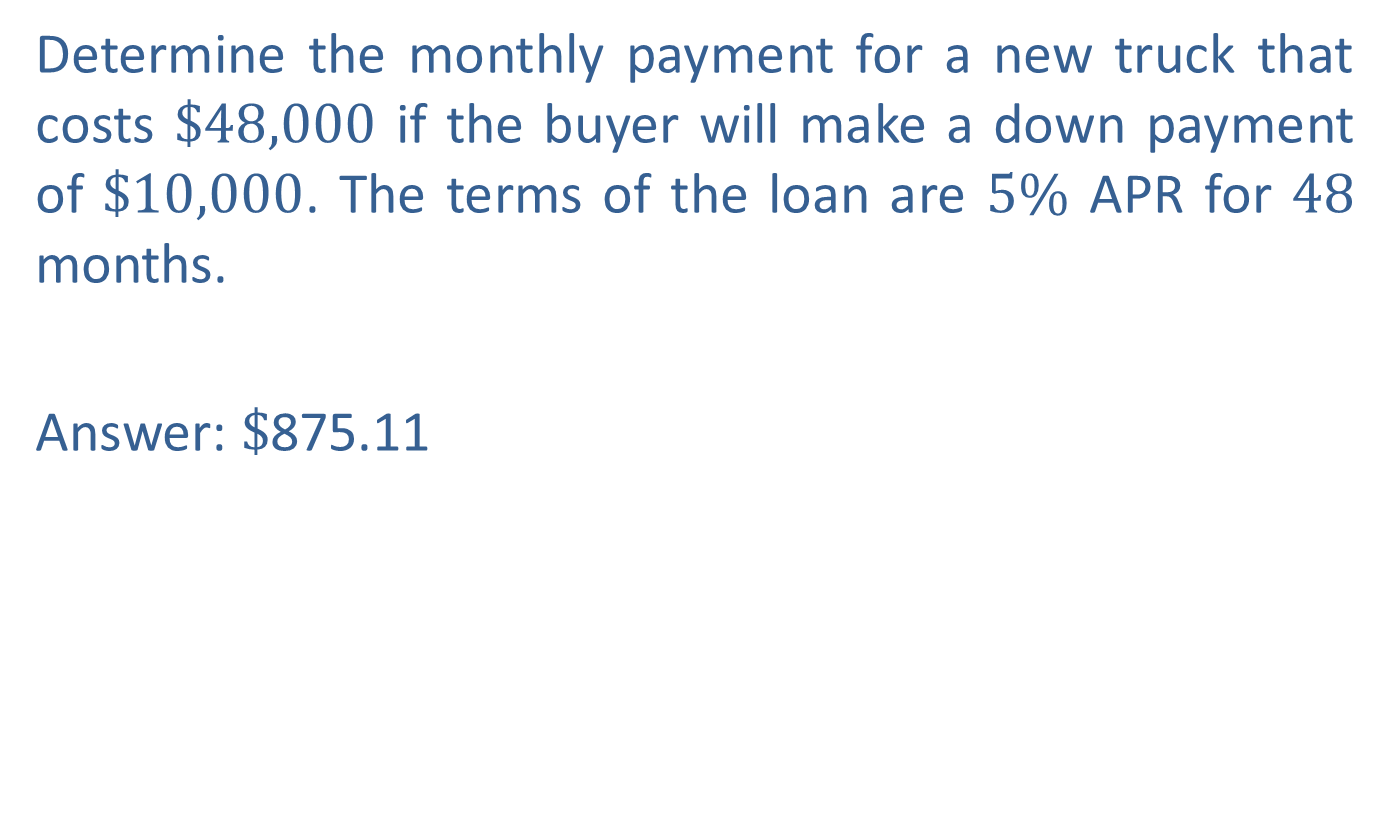 Determine the monthly payment for a new truck that
costs $48,000 if the buyer will make a down payment
of $10,000. The terms of the loan are 5% APR for 48
months.
Answer: $875.11